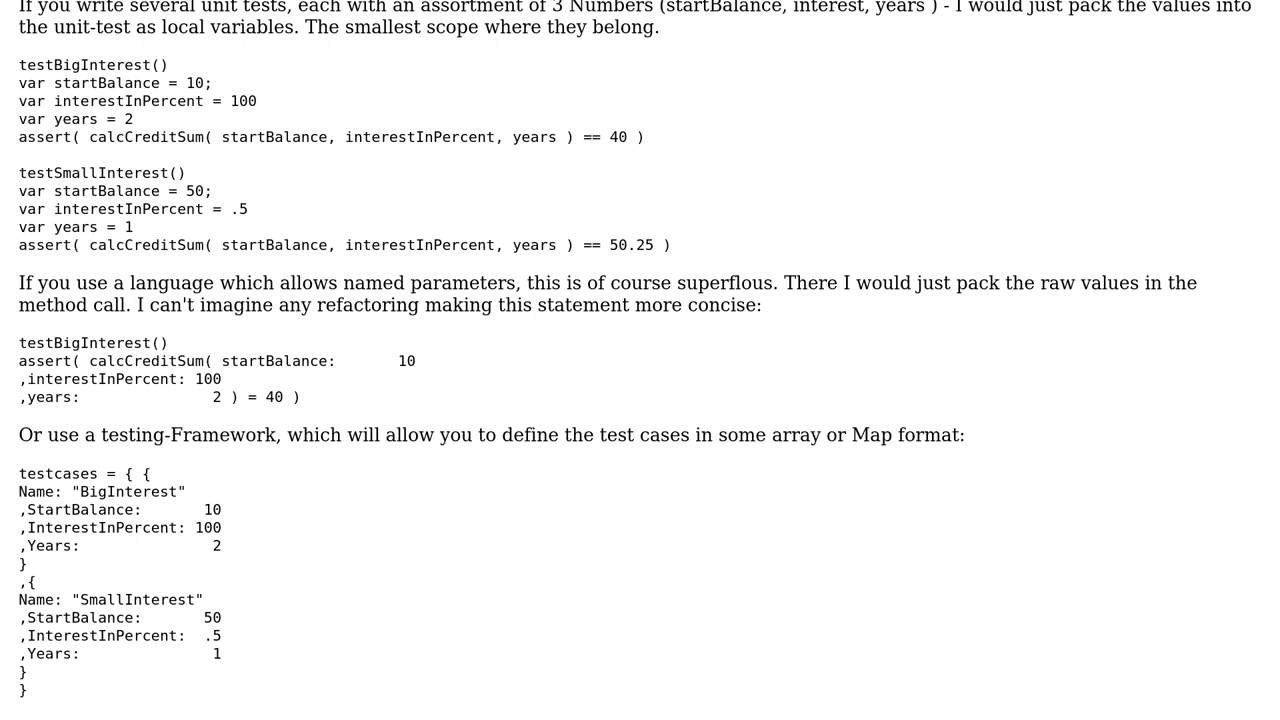 If you write several unit tests, each with an assortment of 3 Numbers (startBalance, interest, years ) - I would just pack the values into
the unit-test as local variables. The smallest scope where they belong.
testBigInterest()
var startBalance = 10;
var interestInPercent = 100
var years = 2
assert( calcCreditSum( startBalance, interestInPercent, years ) == 40 )
testSmallInterest()
var startBalance = 50;
var interestInPercent = .5
var years = 1
assert( calcCreditSum( startBalance, interestInPercent, years ) == 50.25 )
If you use a language which allows named parameters, this is of course superflous. There I would just pack the raw values in the
method call. I can't imagine any refactoring making this statement more concise:
testBigInterest()
assert( calcCreditSum( startBalance:       10
,interestInPercent: 100
,years:               2 ) = 40 )
Or use a testing-Framework, which will allow you to define the test cases in some array or Map format:
testcases = { {
Name: "BigInterest"
,StartBalance:       10
,InterestInPercent: 100
,Years:               2
}
,{
Name: "SmallInterest"
,StartBalance:       50
,InterestInPercent:  .5
,Years:               1
}
}